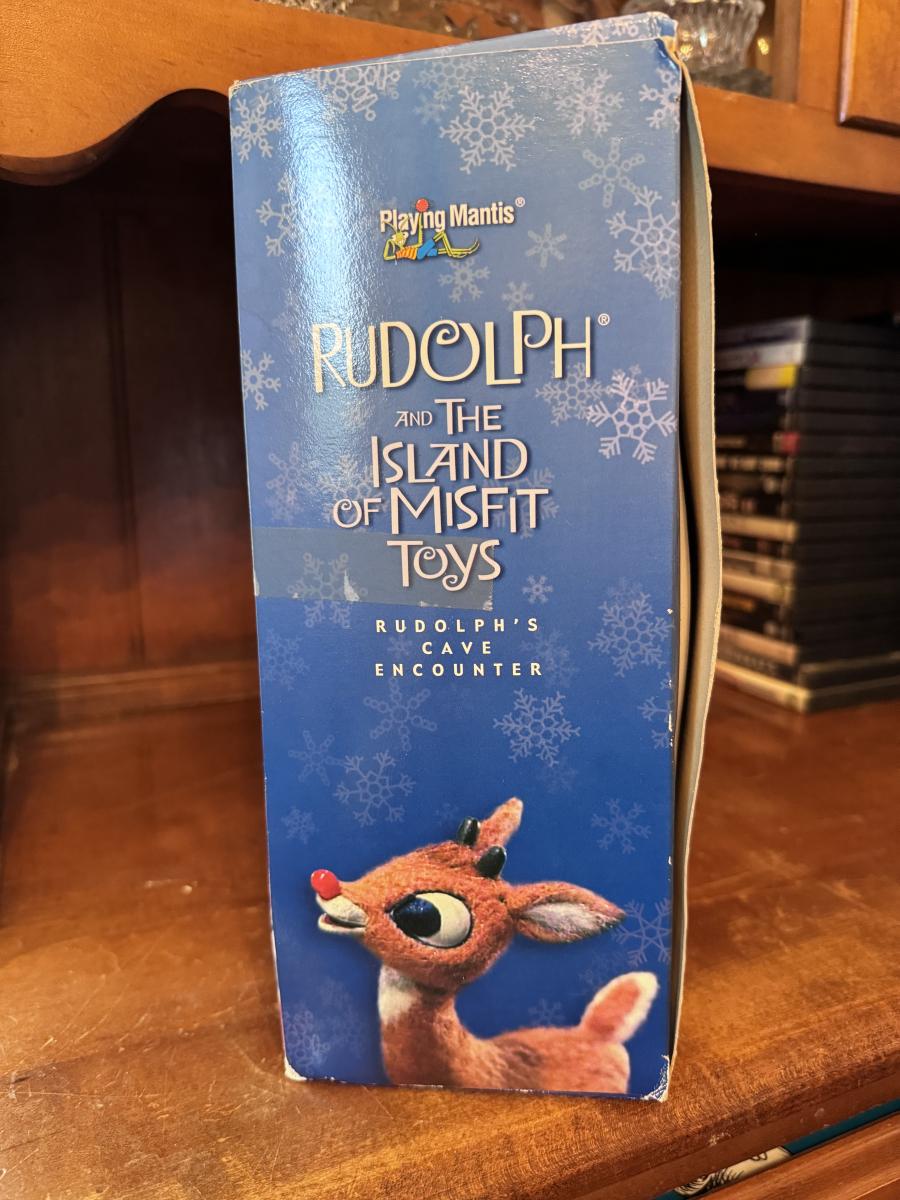 Playing Mantis®
RUDOLPH®
AND THE
ISLAND
OF MISFIT
TOYS
RUDOLPH'S
CAVE
ENCOUNTER